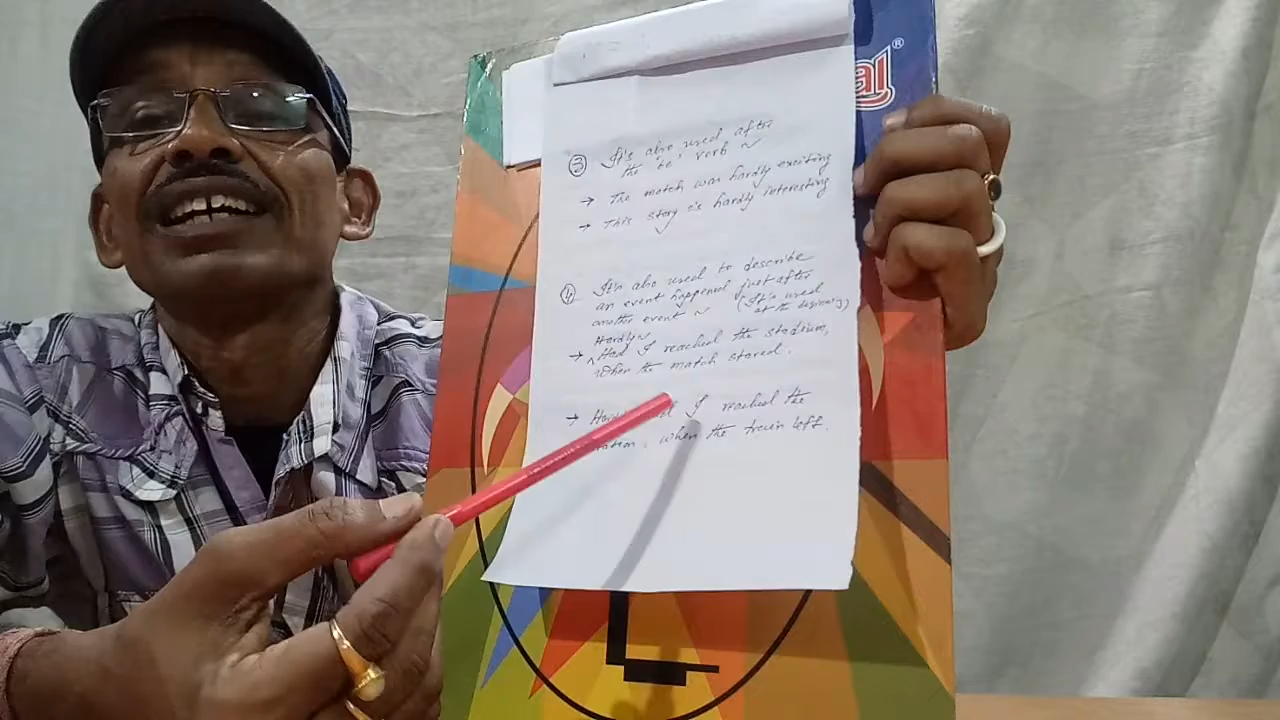 ③ It's also used after
the 'be' verb ~
→ The match was hardly exciting
→ This story is hardly interesting
④ It's also used to describe
an event happened just after
another event ~ (It's used
at the beginning)
Hardly
→ ^ Had I reached the stadium,
when the match stared.
→ I reached the
when the train left.
al®